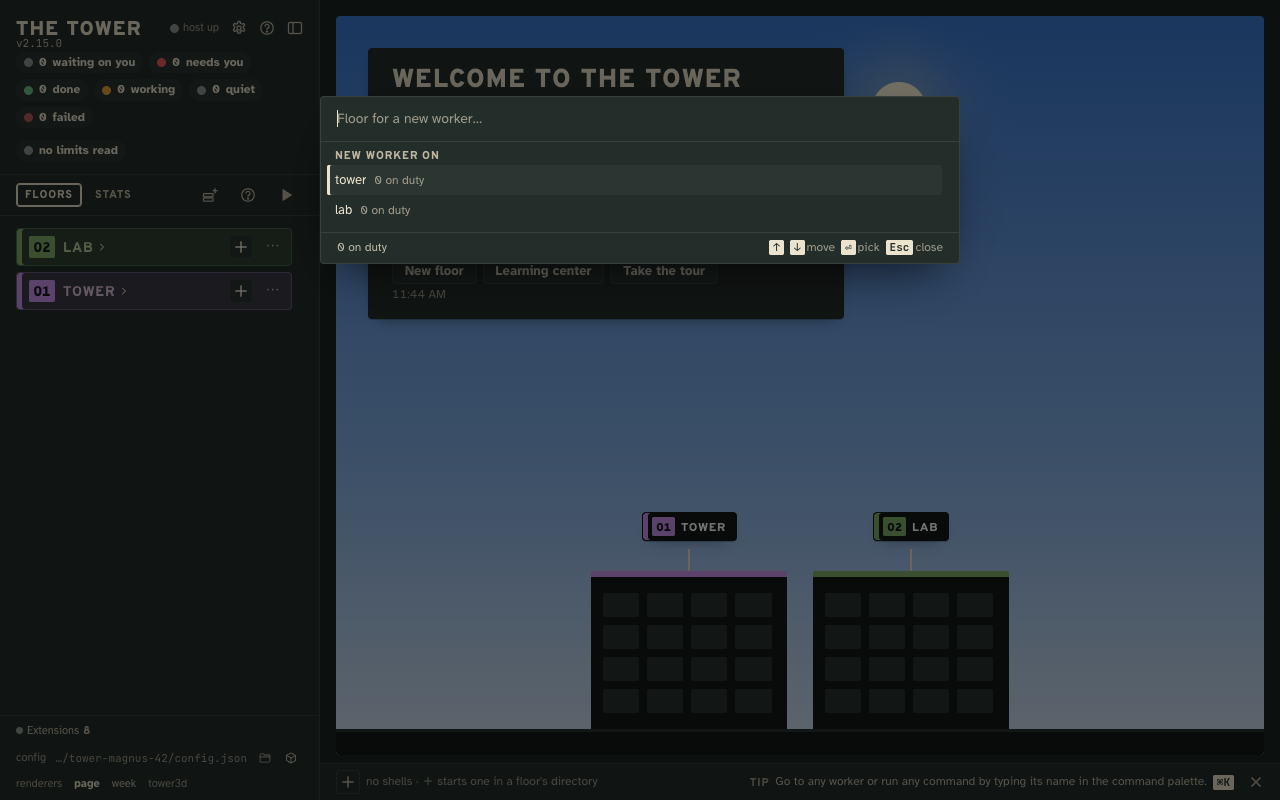 THE TOWER
host up
v2.15.0
0 waiting on you
0 needs you
0 done
0 working
0 quiet
0 failed
no limits read
FLOORS
STATS
02 LAB ›
01 TOWER ›
Extensions 8
config …/tower-magnus-42/config.json
renderers page week tower3d
WELCOME TO THE TOWER
Floor for a new worker...
NEW WORKER ON
tower 0 on duty
lab 0 on duty
0 on duty
↑ ↓ move ⏎ pick Esc close
New floor
Learning center
Take the tour
11:44 AM
01 TOWER
02 LAB
no shells · + starts one in a floor's directory
TIP Go to any worker or run any command by typing its name in the command palette. ⌘K